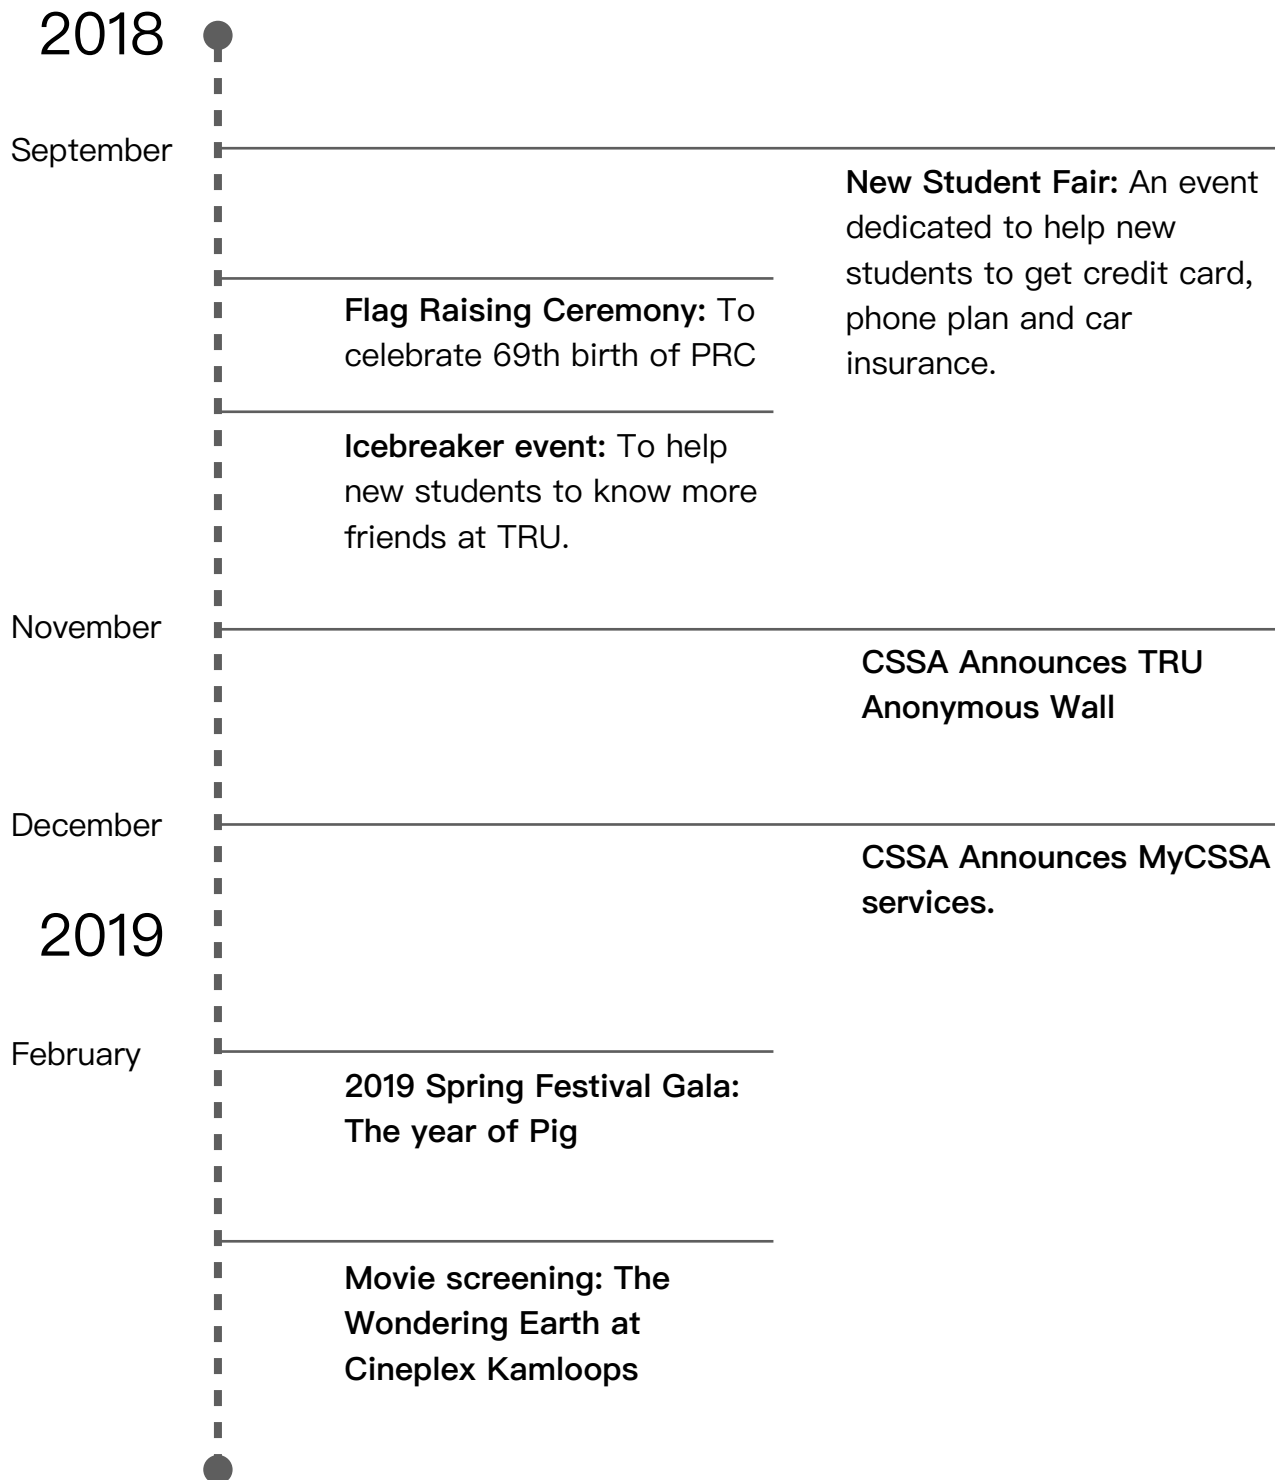 2018
September
New Student Fair: An event
dedicated to help new
students to get credit card,
phone plan and car
insurance.
Flag Raising Ceremony: To
celebrate 69th birth of PRC
Icebreaker event: To help
new students to know more
friends at TRU.
November
CSSA Announces TRU
Anonymous Wall
December
CSSA Announces MyCSSA
services.
2019
February
2019 Spring Festival Gala:
The year of Pig
Movie screening: The
Wondering Earth at
Cineplex Kamloops